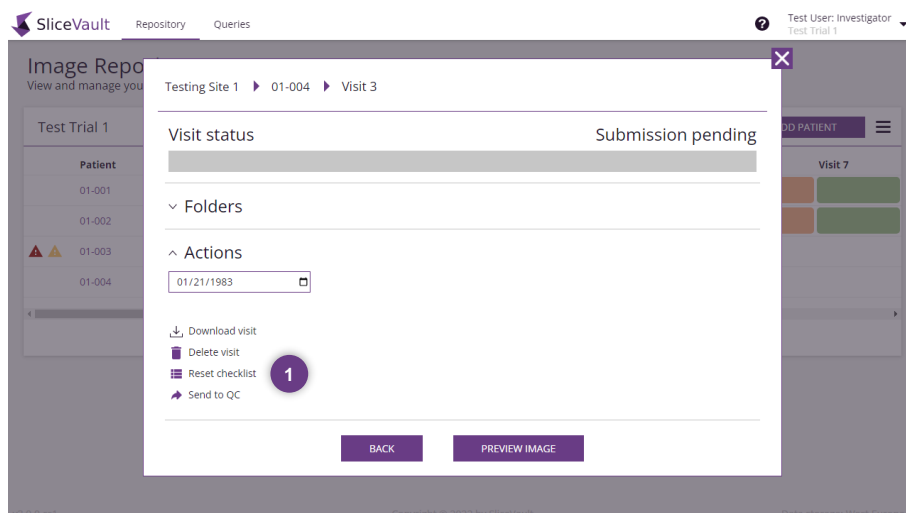 SliceVault Repository Queries
Test User: Investigator
Test Trial 1
Image Repo
View and manage you
Testing Site 1 01-004 Visit 3
Test Trial 1
DD PATIENT
Visit status Submission pending
Patient
Visit 7
01-001
Folders
01-002
Actions
01-003
01/21/1983
01-004
Download visit
Delete visit
Reset checklist
1
Send to QC
BACK PREVIEW IMAGE